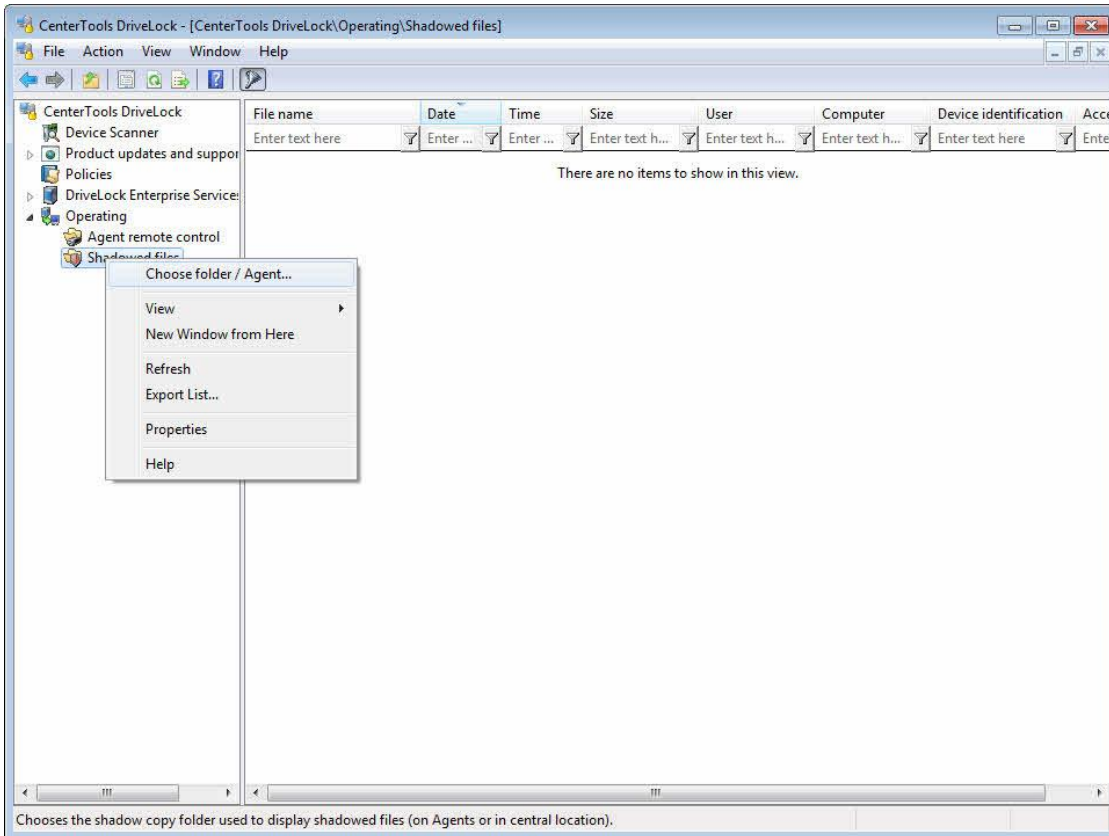 CenterTools DriveLock - [CenterTools DriveLock\Operating\Shadowed files]
File Action View Window Help
CenterTools DriveLock
Device Scanner
Product updates and suppor
Policies
DriveLock Enterprise Service
Operating
Agent remote control
Shadowed files
File name Date Time Size User Computer Device identification Acce
Enter text here Enter ... Enter ... Enter text h... Enter text h... Enter text h... Enter text here Ente
There are no items to show in this view.
Choose folder / Agent...
View
New Window from Here
Refresh
Export List...
Properties
Help
Chooses the shadow copy folder used to display shadowed files (on Agents or in central location).